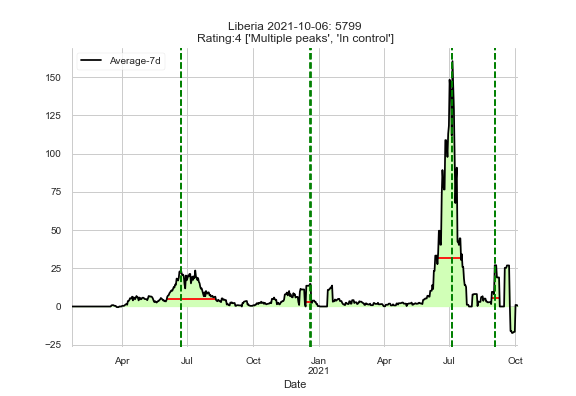 Liberia 2021-10-06: 5799
Rating:4 ['Multiple peaks', 'In control']
Average-7d
150
125
100
75
50
25
0
−25
Apr
Jul
Oct
Jan
2021
Apr
Jul
Oct
Date